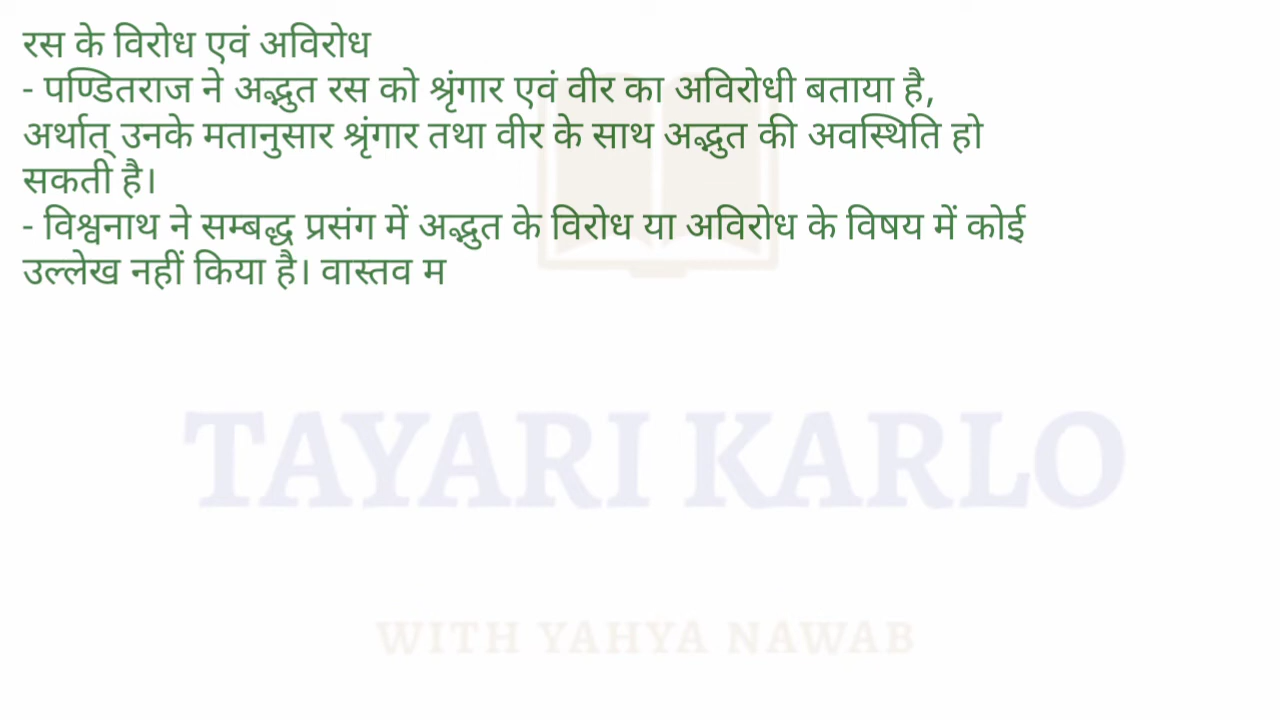 रस के विरोध एवं अविरोध
- पण्डितराज ने अद्भुत रस को श्रृंगार एवं वीर का अविरोधी बताया है,
अर्थात् उनके मतानुसार श्रृंगार तथा वीर के साथ अद्भुत की अवस्थिति हो
सकती है।
- विश्वनाथ ने सम्बद्ध प्रसंग में अद्भुत के विरोध या अविरोध के विषय में कोई
उल्लेख नहीं किया है। वास्तव म
TAYARI KARLO
WITH YAHYA NAWAB